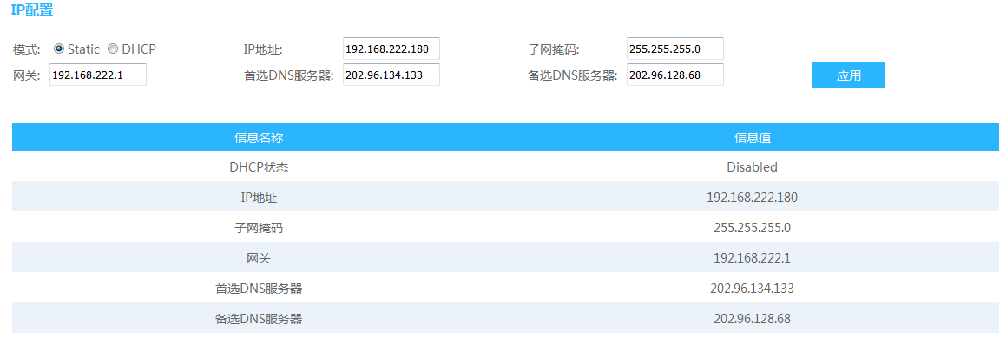 IP配置
模式: Static DHCP IP地址: 192.168.222.180 子网掩码: 255.255.255.0
网关: 192.168.222.1 首选DNS服务器: 202.96.134.133 备选DNS服务器: 202.96.128.68 应用
信息名称 信息值
DHCP状态 Disabled
IP地址 192.168.222.180
子网掩码 255.255.255.0
网关 192.168.222.1
首选DNS服务器 202.96.134.133
备选DNS服务器 202.96.128.68